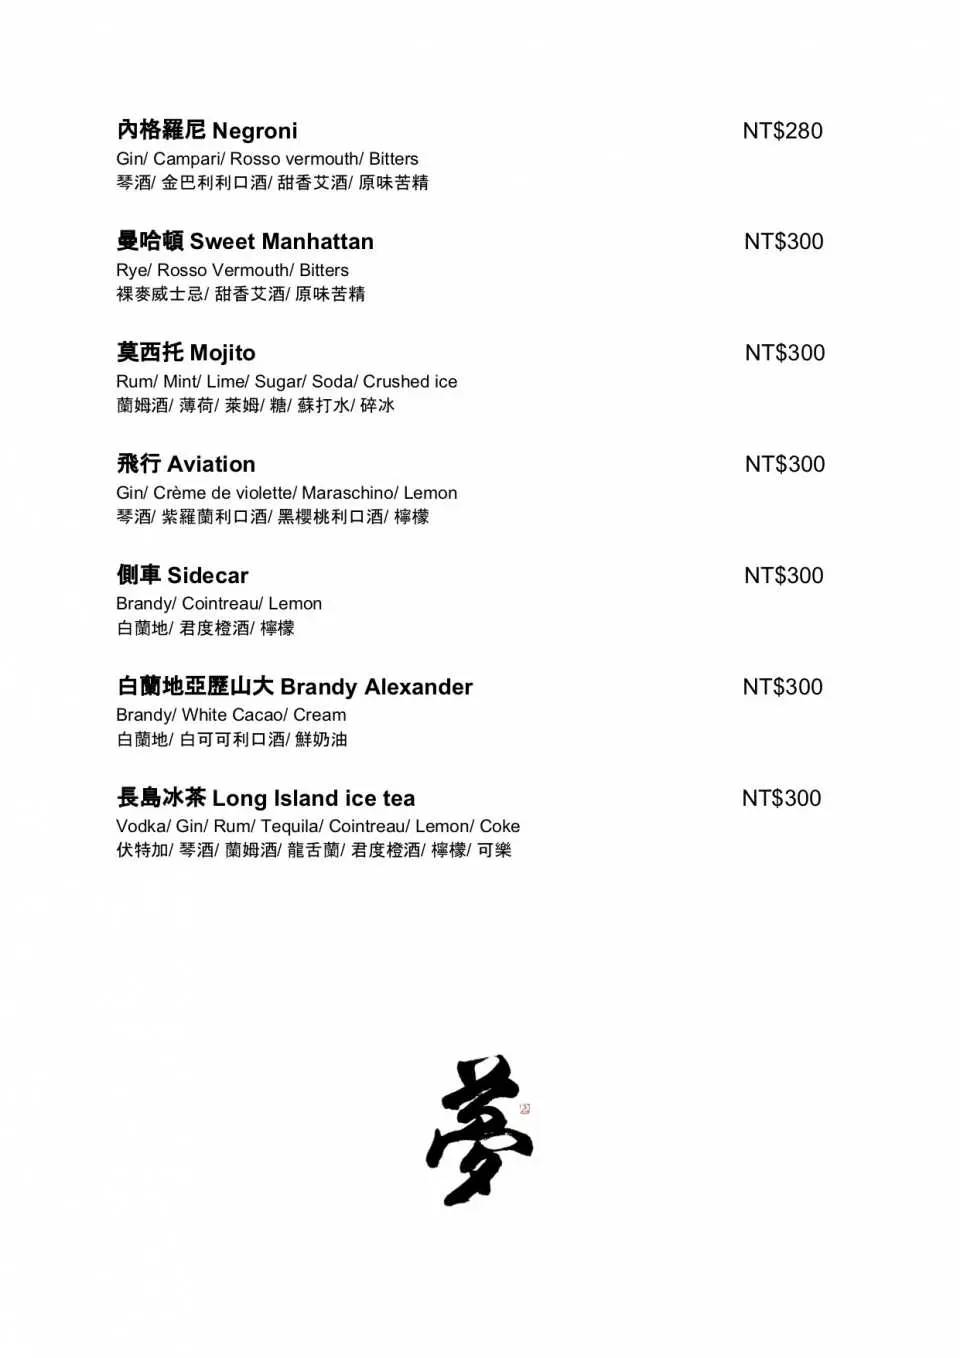 內格羅尼 Negroni NT$280
Gin/ Campari/ Rosso vermouth/ Bitters
琴酒/ 金巴利利口酒/ 甜香艾酒/ 原味苦精
曼哈頓 Sweet Manhattan NT$300
Rye/ Rosso Vermouth/ Bitters
裸麥威士忌/ 甜香艾酒/ 原味苦精
莫西托 Mojito NT$300
Rum/ Mint/ Lime/ Sugar/ Soda/ Crushed ice
蘭姆酒/ 薄荷/ 萊姆/ 糖/ 蘇打水/ 碎冰
飛行 Aviation NT$300
Gin/ Crème de violette/ Maraschino/ Lemon
琴酒/ 紫羅蘭利口酒/ 黑櫻桃利口酒/ 檸檬
側車 Sidecar NT$300
Brandy/ Cointreau/ Lemon
白蘭地/ 君度橙酒/ 檸檬
白蘭地亞歷山大 Brandy Alexander NT$300
Brandy/ White Cacao/ Cream
白蘭地/ 白可可利口酒/ 鮮奶油
長島冰茶 Long Island ice tea NT$300
Vodka/ Gin/ Rum/ Tequila/ Cointreau/ Lemon/ Coke
伏特加/ 琴酒/ 蘭姆酒/ 龍舌蘭/ 君度橙酒/ 檸檬/ 可樂
夢